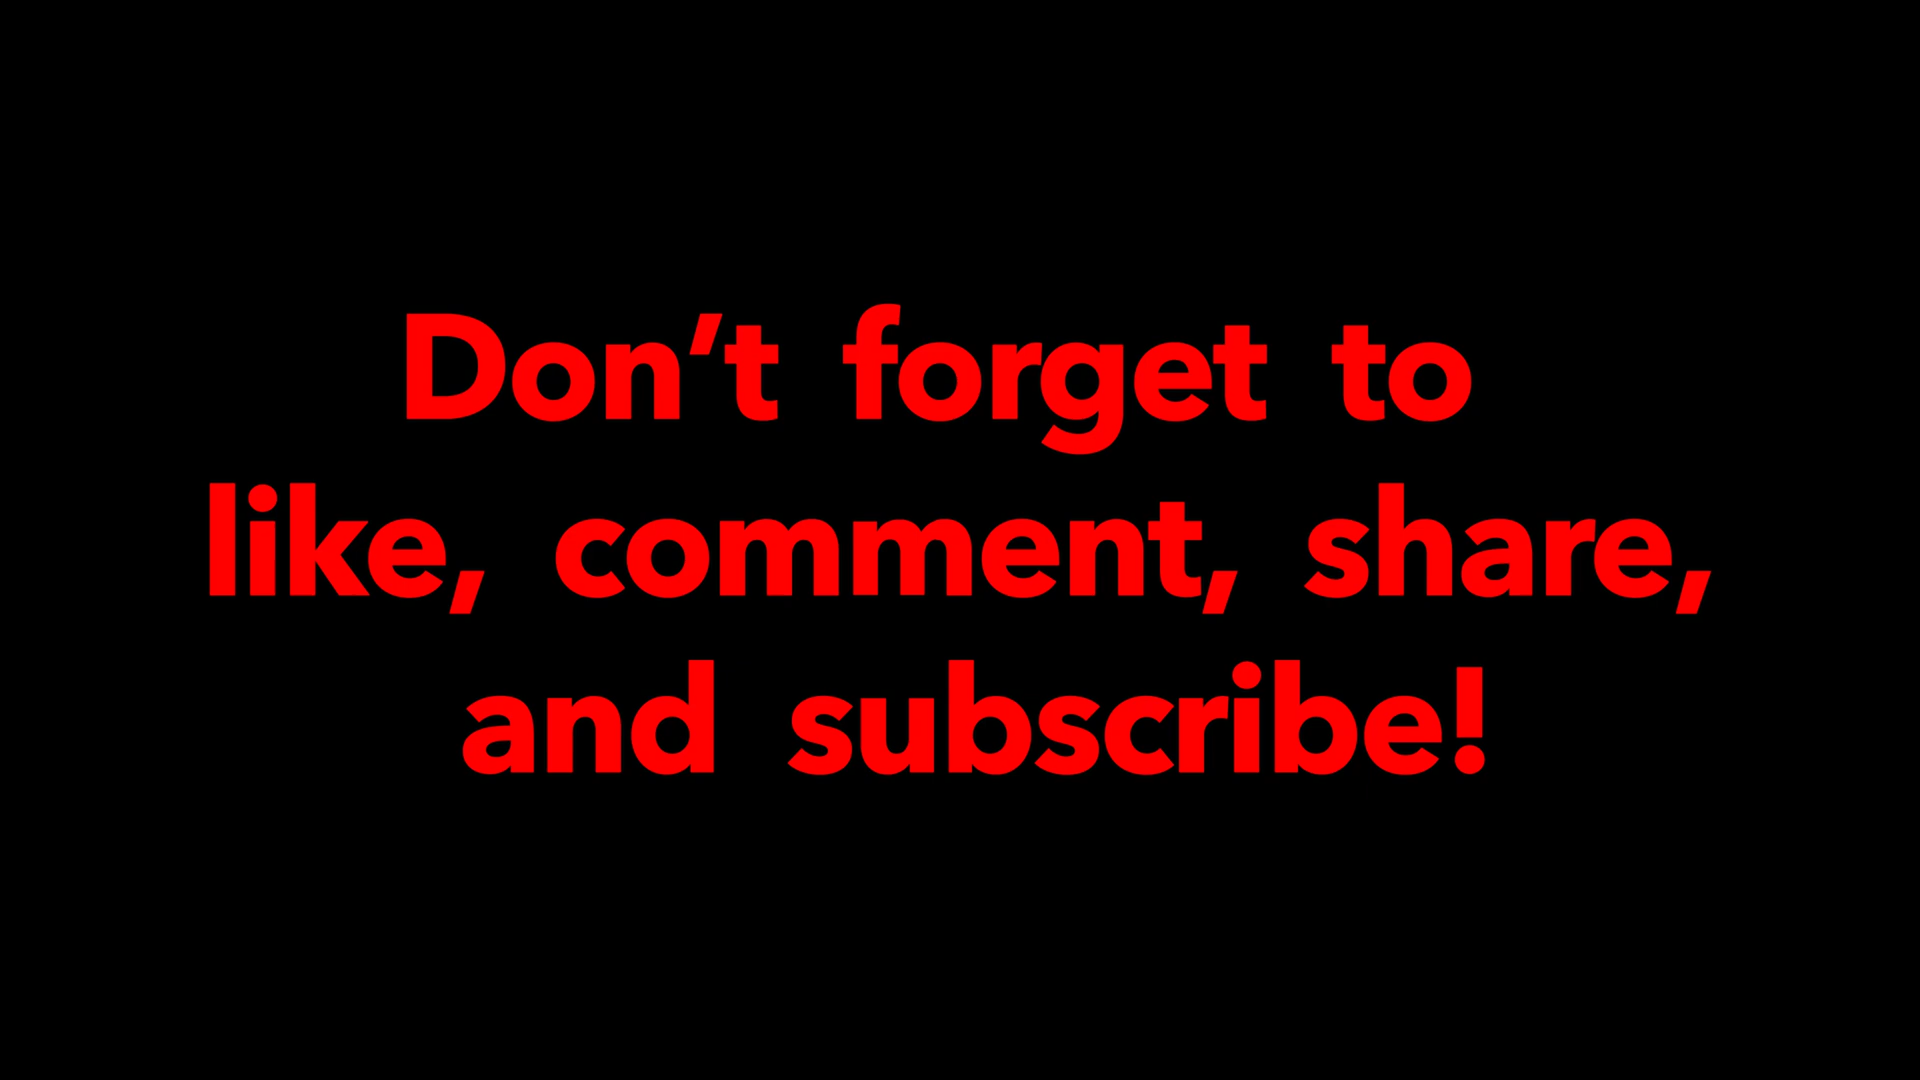 Don’t forget to
like, comment, share,
and subscribe!